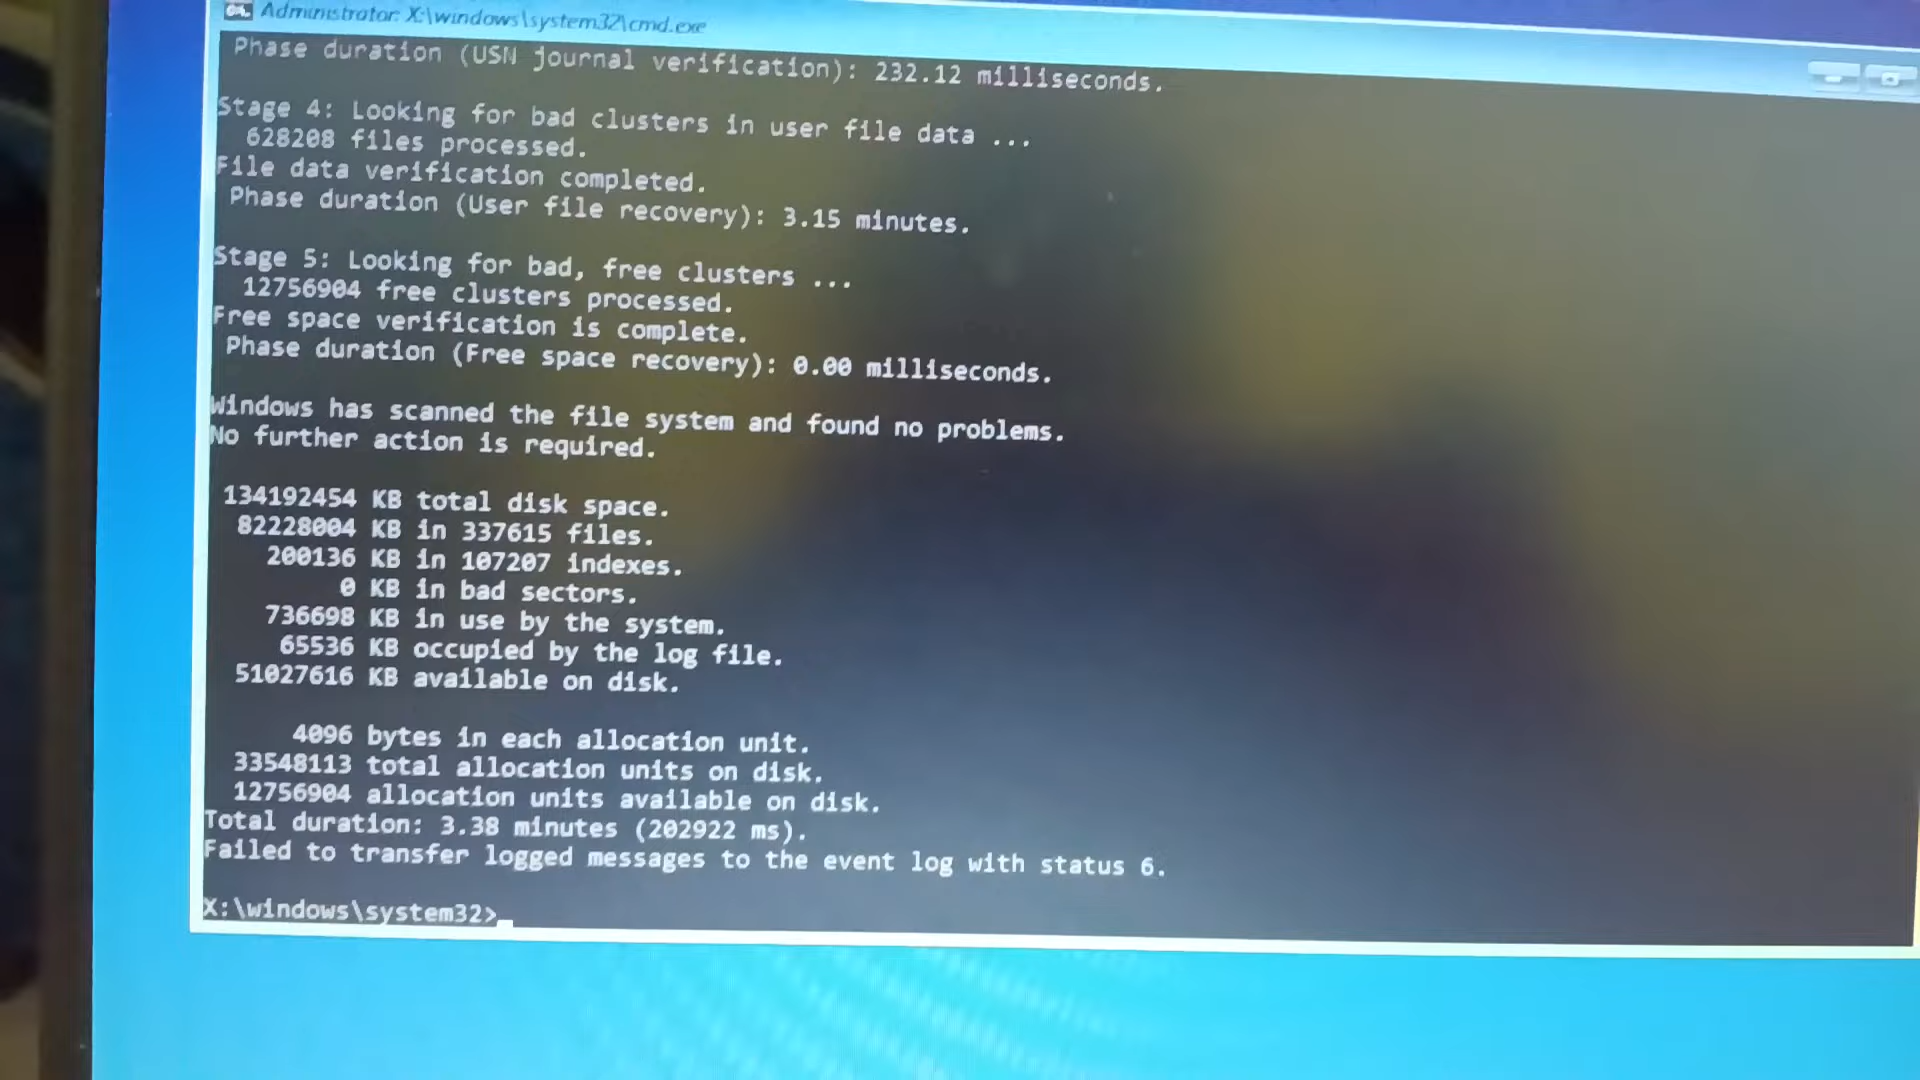 Administrator: X:\windows\system32\cmd.exe
Phase duration (USN journal verification): 232.12 milliseconds.
Stage 4: Looking for bad clusters in user file data ...
628208 files processed.
File data verification completed.
Phase duration (User file recovery): 3.15 minutes.
Stage 5: Looking for bad, free clusters ...
12756904 free clusters processed.
Free space verification is complete.
Phase duration (Free space recovery): 0.00 milliseconds.
Windows has scanned the file system and found no problems.
No further action is required.
134192454 KB total disk space.
82228004 KB in 337615 files.
200136 KB in 107207 indexes.
0 KB in bad sectors.
736698 KB in use by the system.
65536 KB occupied by the log file.
51027616 KB available on disk.
4096 bytes in each allocation unit.
33548113 total allocation units on disk.
12756904 allocation units available on disk.
Total duration: 3.38 minutes (202922 ms).
Failed to transfer logged messages to the event log with status 6.
X:\windows\system32>